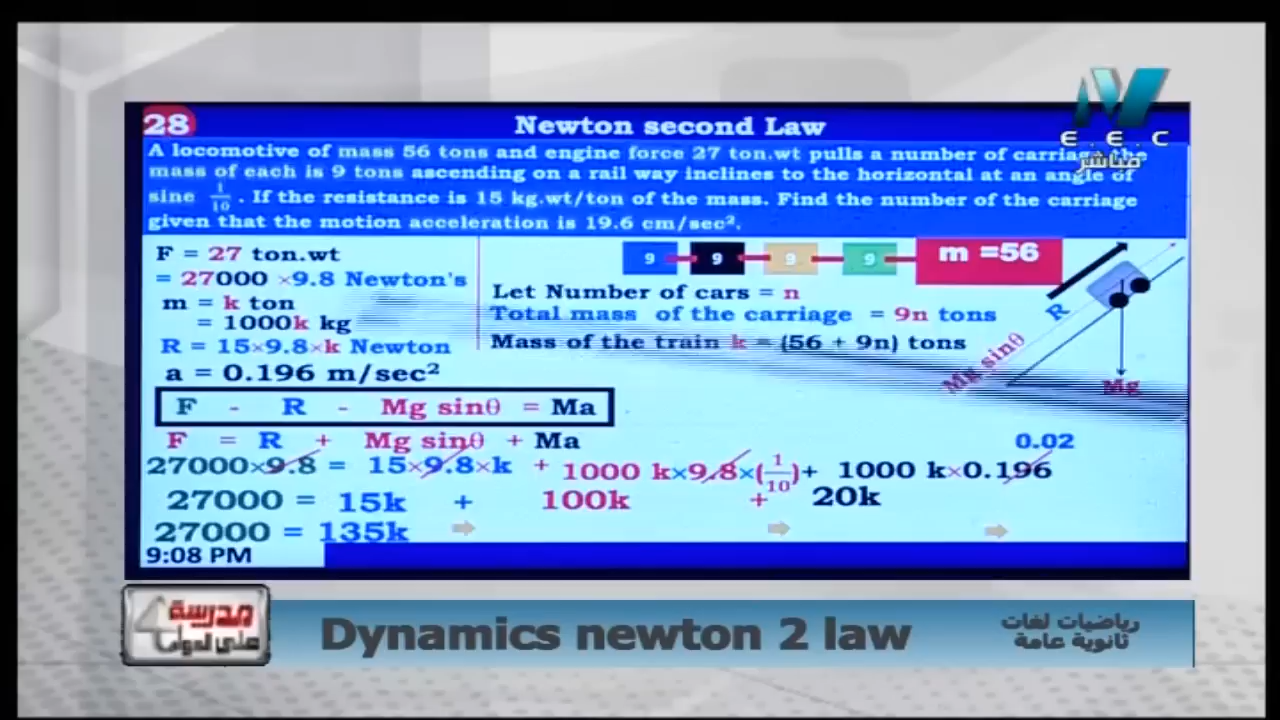 E . E . C
مباشر
28 Newton second Law
A locomotive of mass 56 tons and engine force 27 ton.wt pulls a number of carriage the
mass of each is 9 tons ascending on a rail way inclines to the horizontal at an angle of
sine 1/10 . If the resistance is 15 kg.wt/ton of the mass. Find the number of the carriage
given that the motion acceleration is 19.6 cm/sec².
F = 27 ton.wt
= 27000 ×9.8 Newton's
m = k ton
= 1000k kg
R = 15×9.8×k Newton
a = 0.196 m/sec²
9 9 9 9 m =56
Let Number of cars = n
Total mass of the carriage = 9n tons
Mass of the train k = (56 + 9n) tons
R
Mg sinθ
Mg
F - R - Mg sinθ = Ma
F = R + Mg sinθ + Ma
0.02
27000×9.8 = 15×9.8×k + 1000 k×9.8×(1/10)+ 1000 k×0.196
27000 = 15k + 100k + 20k
27000 = 135k
9:08 PM
مدرسة
على الهواء
Dynamics newton 2 law
رياضيات لغات
ثانوية عامة